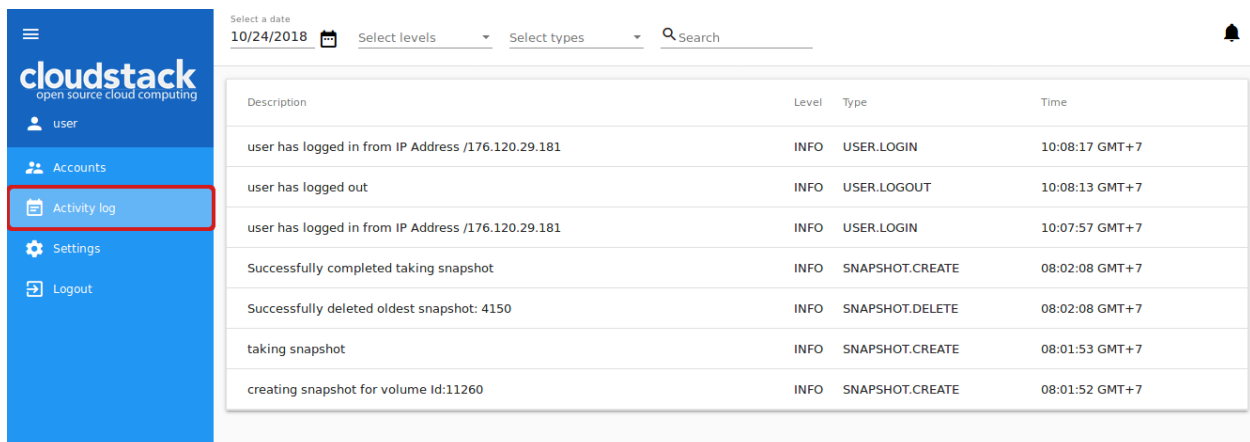 Select a date
10/24/2018 Select levels Select types Search
cloudstack
open source cloud computing
user
Accounts
Activity log
Settings
Logout
Description Level Type Time
user has logged in from IP Address /176.120.29.181 INFO USER.LOGIN 10:08:17 GMT+7
user has logged out INFO USER.LOGOUT 10:08:13 GMT+7
user has logged in from IP Address /176.120.29.181 INFO USER.LOGIN 10:07:57 GMT+7
Successfully completed taking snapshot INFO SNAPSHOT.CREATE 08:02:08 GMT+7
Successfully deleted oldest snapshot: 4150 INFO SNAPSHOT.DELETE 08:02:08 GMT+7
taking snapshot INFO SNAPSHOT.CREATE 08:01:53 GMT+7
creating snapshot for volume Id:11260 INFO SNAPSHOT.CREATE 08:01:52 GMT+7